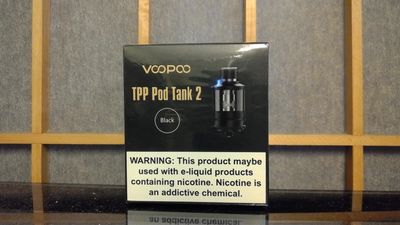 VOOPOO
TPP Pod Tank 2
Black
WARNING: This product maybe
used with e-liquid products
containing nicotine. Nicotine is
an addictive chemical.